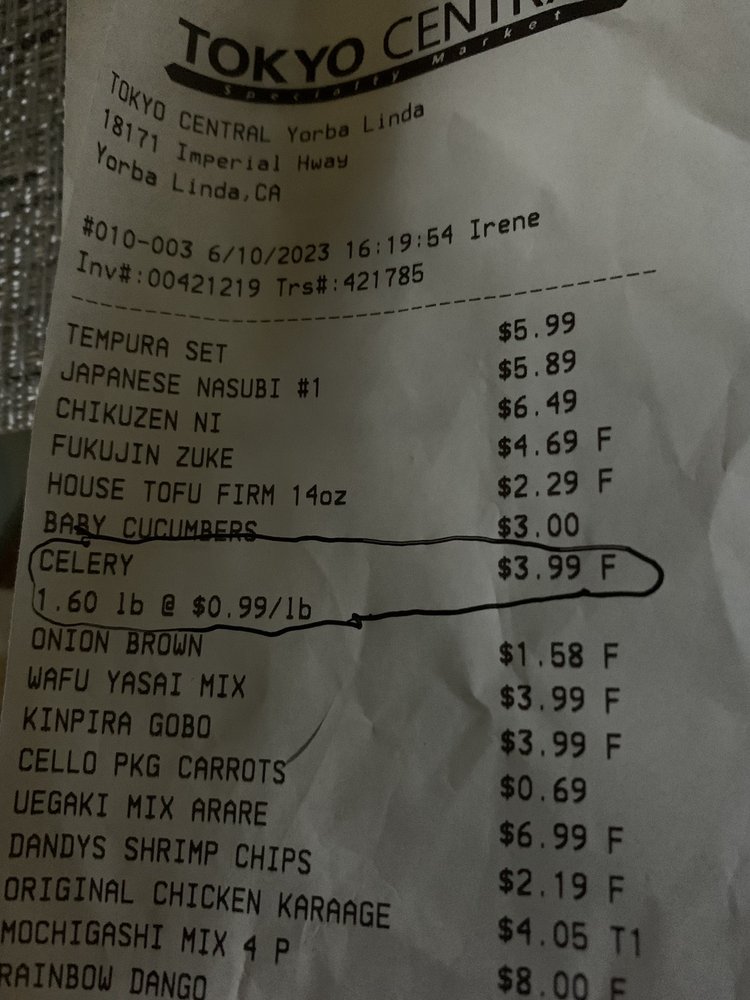 TOKYO CENTR
Specialty Market
TOKYO CENTRAL Yorba Linda
18171 Imperial Hway
Yorba Linda,CA
#010-003 6/10/2023 16:19:54 Irene
Inv#:00421219 Trs#:421785
TEMPURA SET $5.99
JAPANESE NASUBI #1 $5.89
CHIKUZEN NI $6.49
FUKUJIN ZUKE $4.69 F
HOUSE TOFU FIRM 14oz $2.29 F
BABY CUCUMBERS $3.00
CELERY $3.99 F
1.60 lb @ $0.99/lb
ONION BROWN $1.58 F
WAFU YASAI MIX $3.99 F
KINPIRA GOBO $3.99 F
CELLO PKG CARROTS $0.69
UEGAKI MIX ARARE $6.99 F
DANDYS SHRIMP CHIPS $2.19 F
ORIGINAL CHICKEN KARAAGE $4.05 T1
MOCHIGASHI MIX 4 P $8.00 F
RAINBOW DANGO